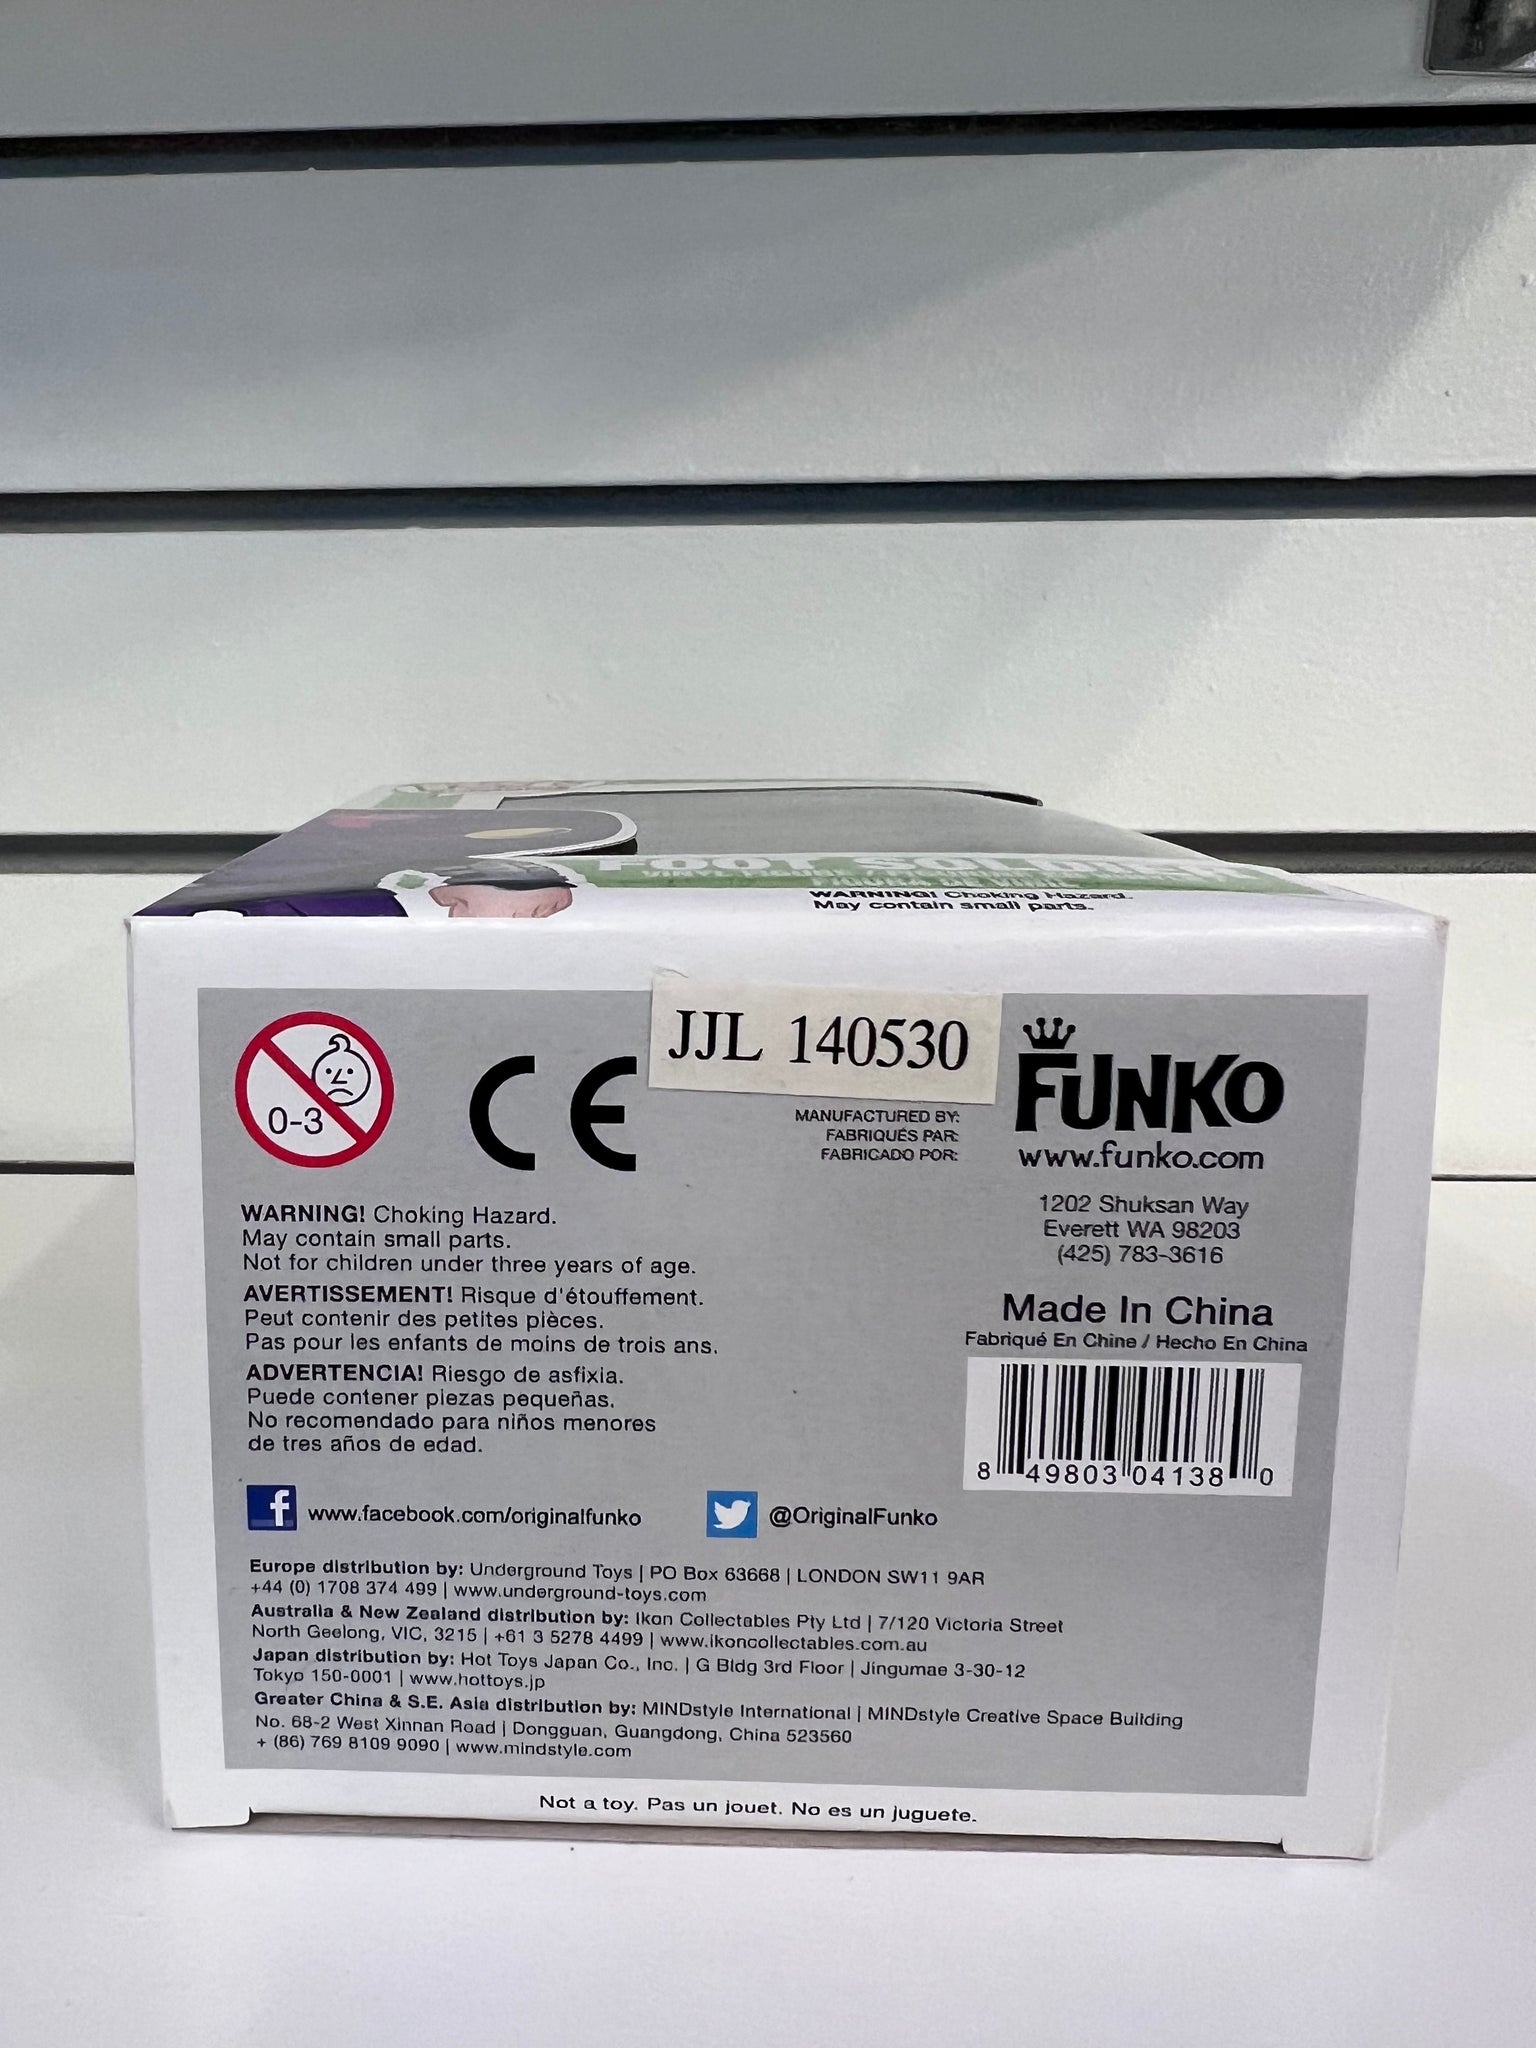 FOOT SOLDIER
WARNING! Choking Hazard.
May contain small parts.
JJL 140530
0-3
CE
MANUFACTURED BY:
FABRIQUÉS PAR:
FABRICADO POR:
FUNKO
www.funko.com
1202 Shuksan Way
Everett WA 98203
(425) 783-3616
Made In China
Fabriqué En Chine / Hecho En China
8 49803 04138 0
WARNING! Choking Hazard.
May contain small parts.
Not for children under three years of age.
AVERTISSEMENT! Risque d'étouffement.
Peut contenir des petites pièces.
Pas pour les enfants de moins de trois ans.
ADVERTENCIA! Riesgo de asfixia.
Puede contener piezas pequeñas.
No recomendado para niños menores
de tres años de edad.
f www.facebook.com/originalfunko
@OriginalFunko
Europe distribution by: Underground Toys | PO Box 63668 | LONDON SW11 9AR
+44 (0) 1708 374 499 | www.underground-toys.com
Australia & New Zealand distribution by: Ikon Collectables Pty Ltd | 7/120 Victoria Street
North Geelong, VIC, 3215 | +61 3 5278 4499 | www.ikoncollectables.com.au
Japan distribution by: Hot Toys Japan Co., Inc. | G Bldg 3rd Floor | Jingumae 3-30-12
Tokyo 150-0001 | www.hottoys.jp
Greater China & S.E. Asia distribution by: MINDstyle International | MINDstyle Creative Space Building
No. 68-2 West Xinnan Road | Dongguan, Guangdong, China 523560
+ (86) 769 8109 9090 | www.mindstyle.com
Not a toy. Pas un jouet. No es un juguete.